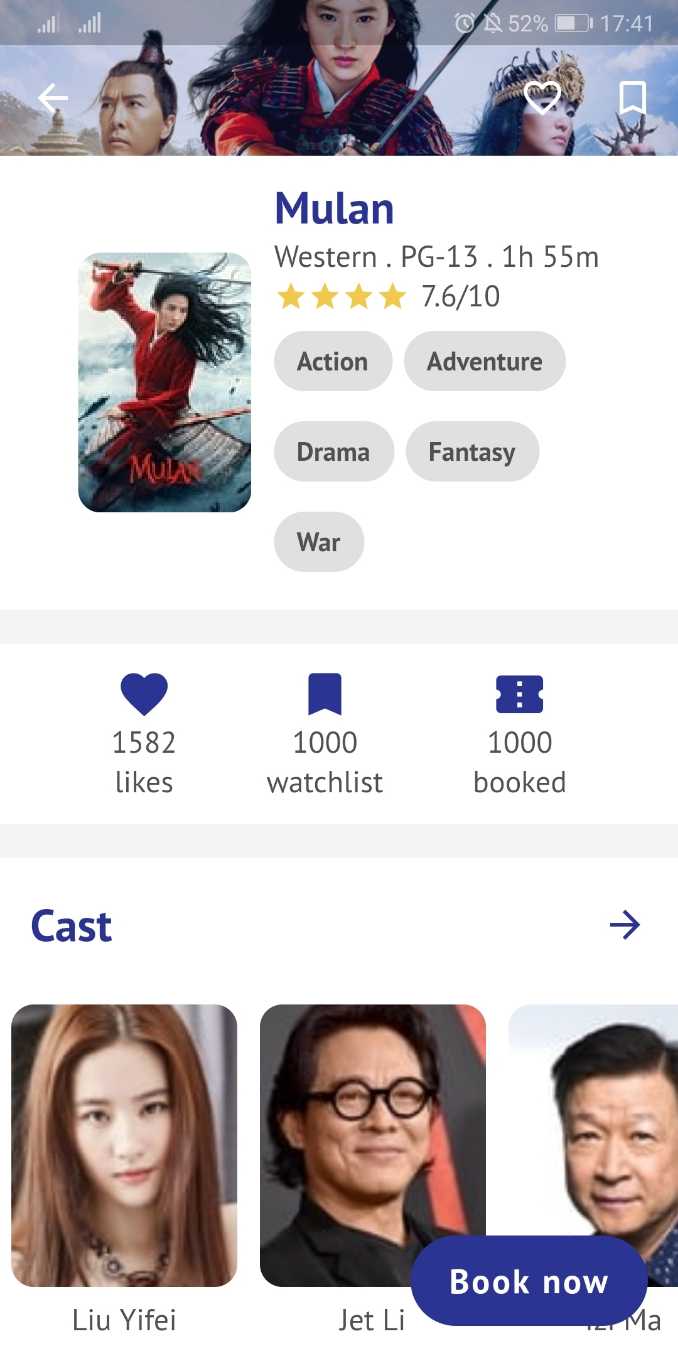 52% 17:41
Mulan
Western . PG-13 . 1h 55m
7.6/10
Action Adventure
Drama Fantasy
War
MULAN
1582 1000 1000
likes watchlist booked
Cast
Book now
Liu Yifei Jet Li Ma